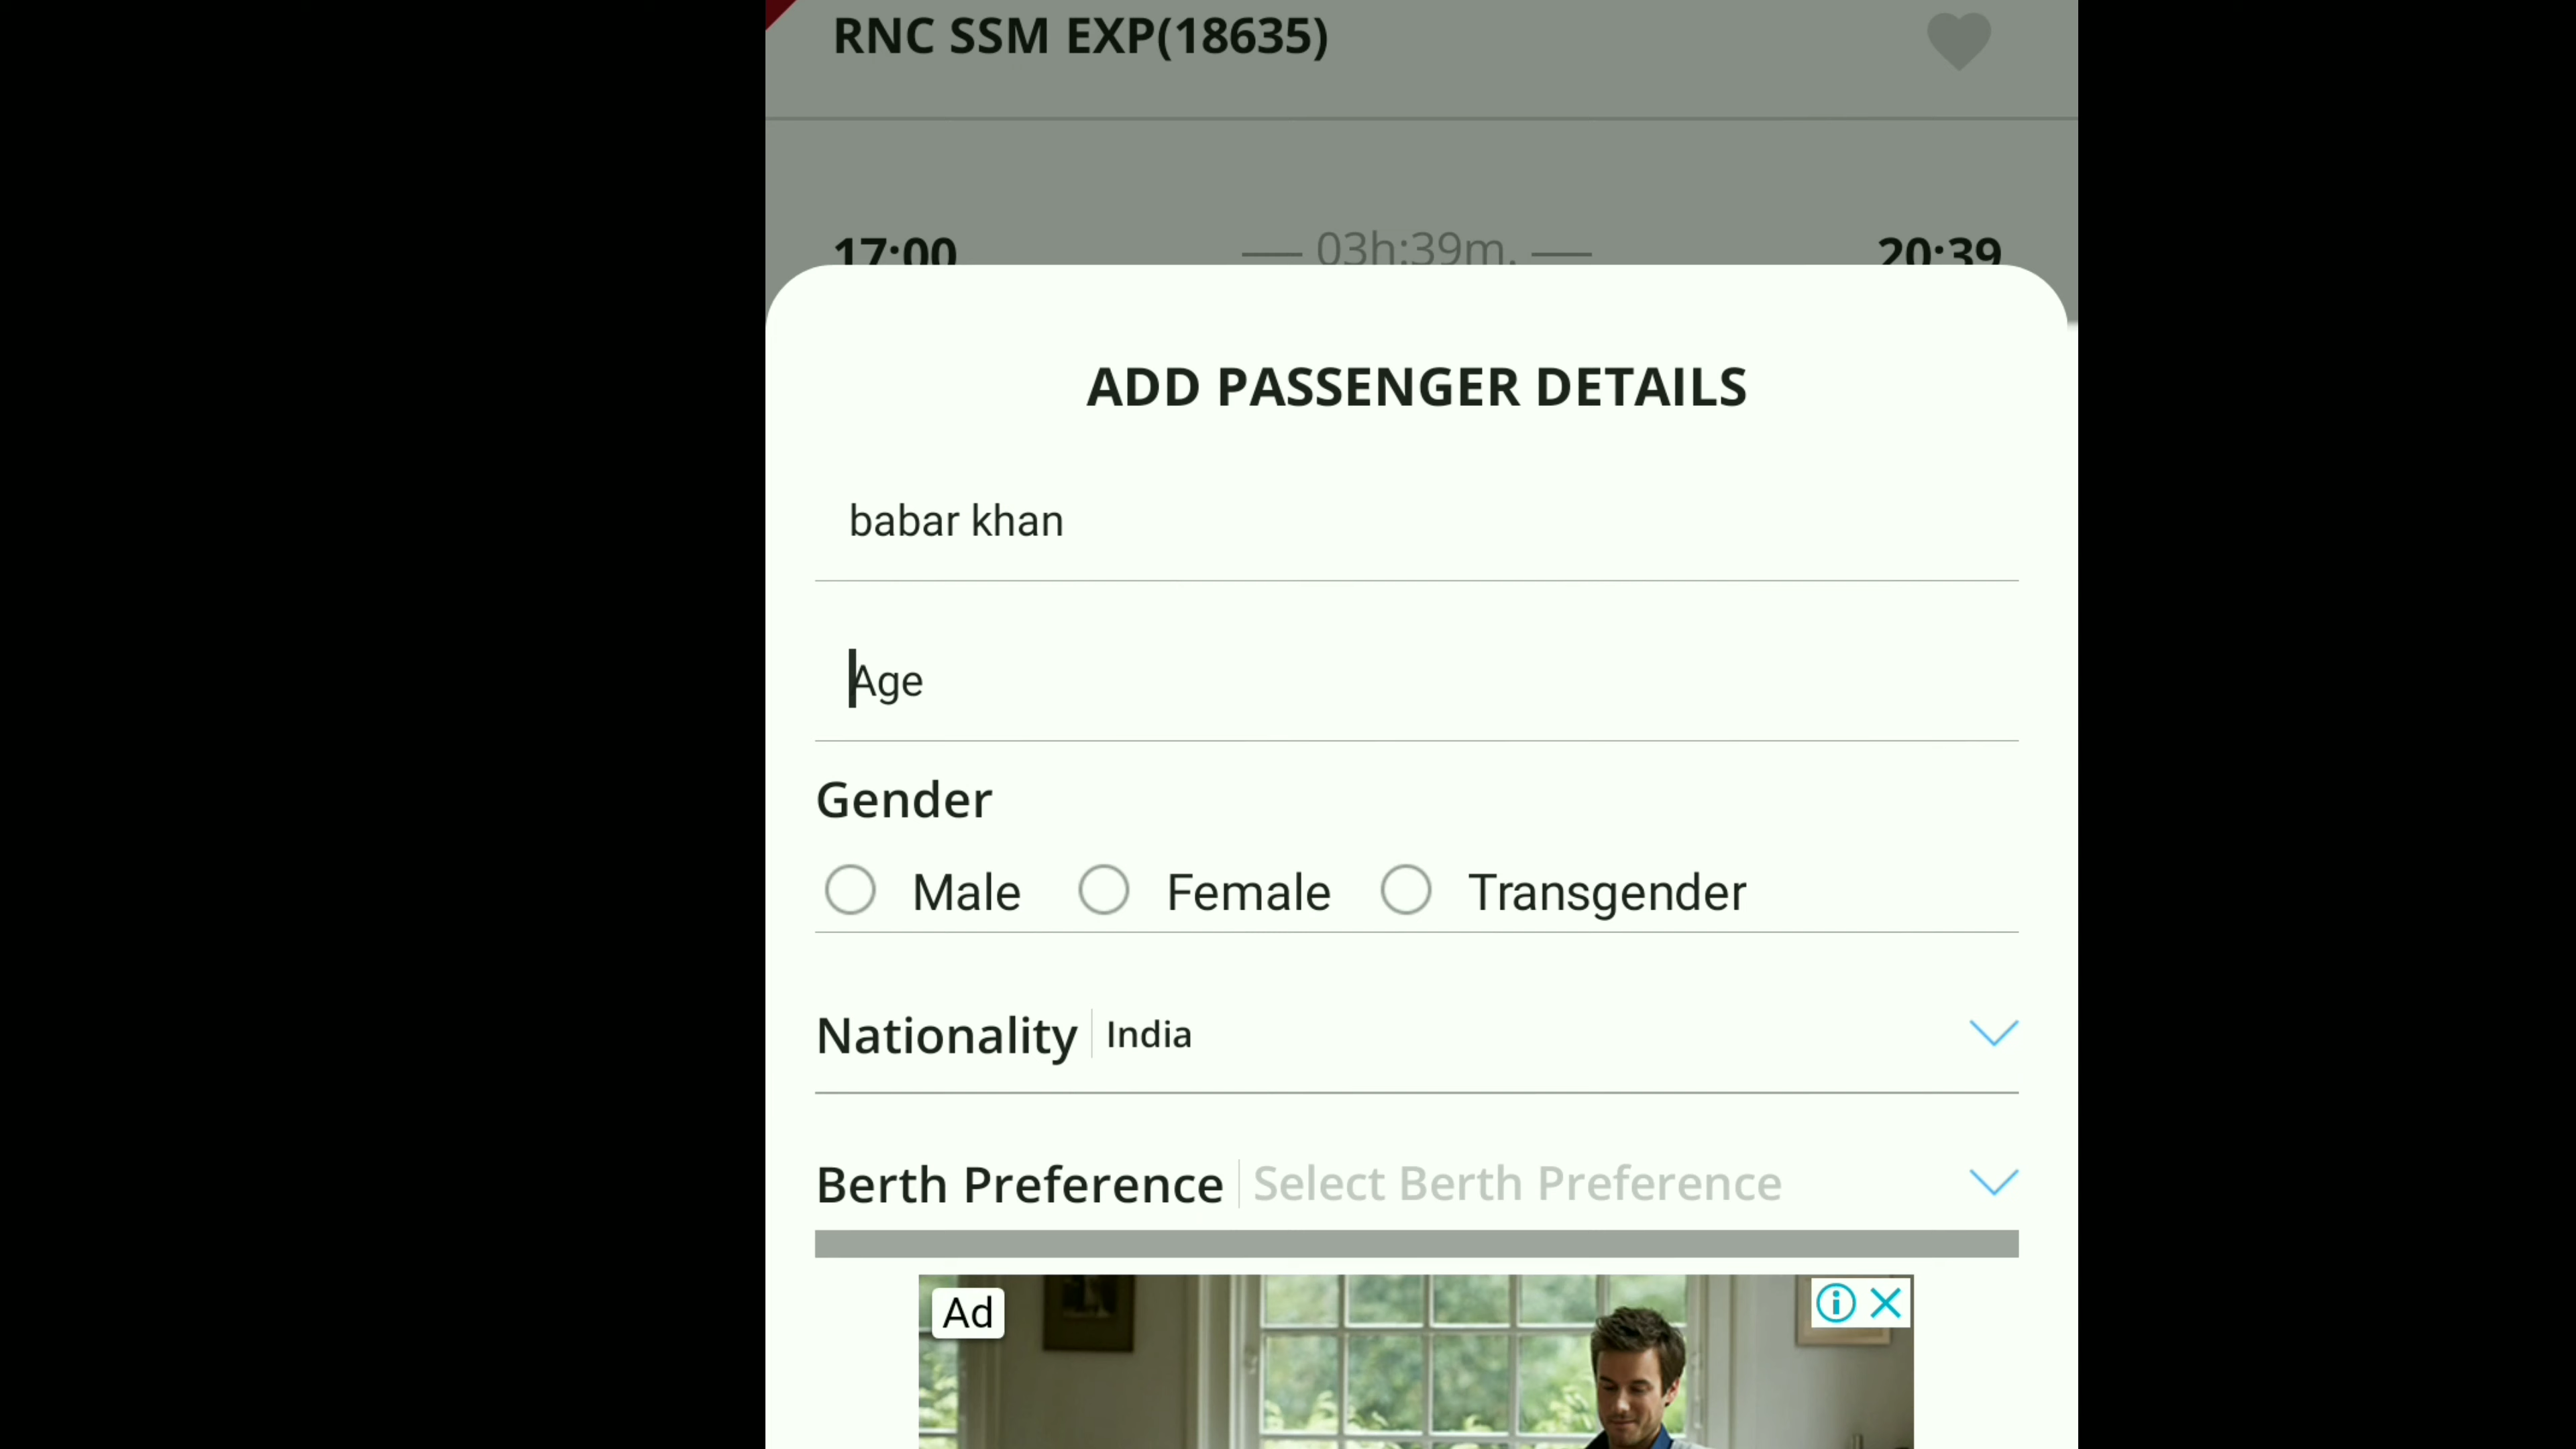 RNC SSM EXP(18635)
17:00 03h:39m. 20:39
ADD PASSENGER DETAILS
babar khan
Age
Gender
Male Female Transgender
Nationality India
Berth Preference Select Berth Preference
Ad